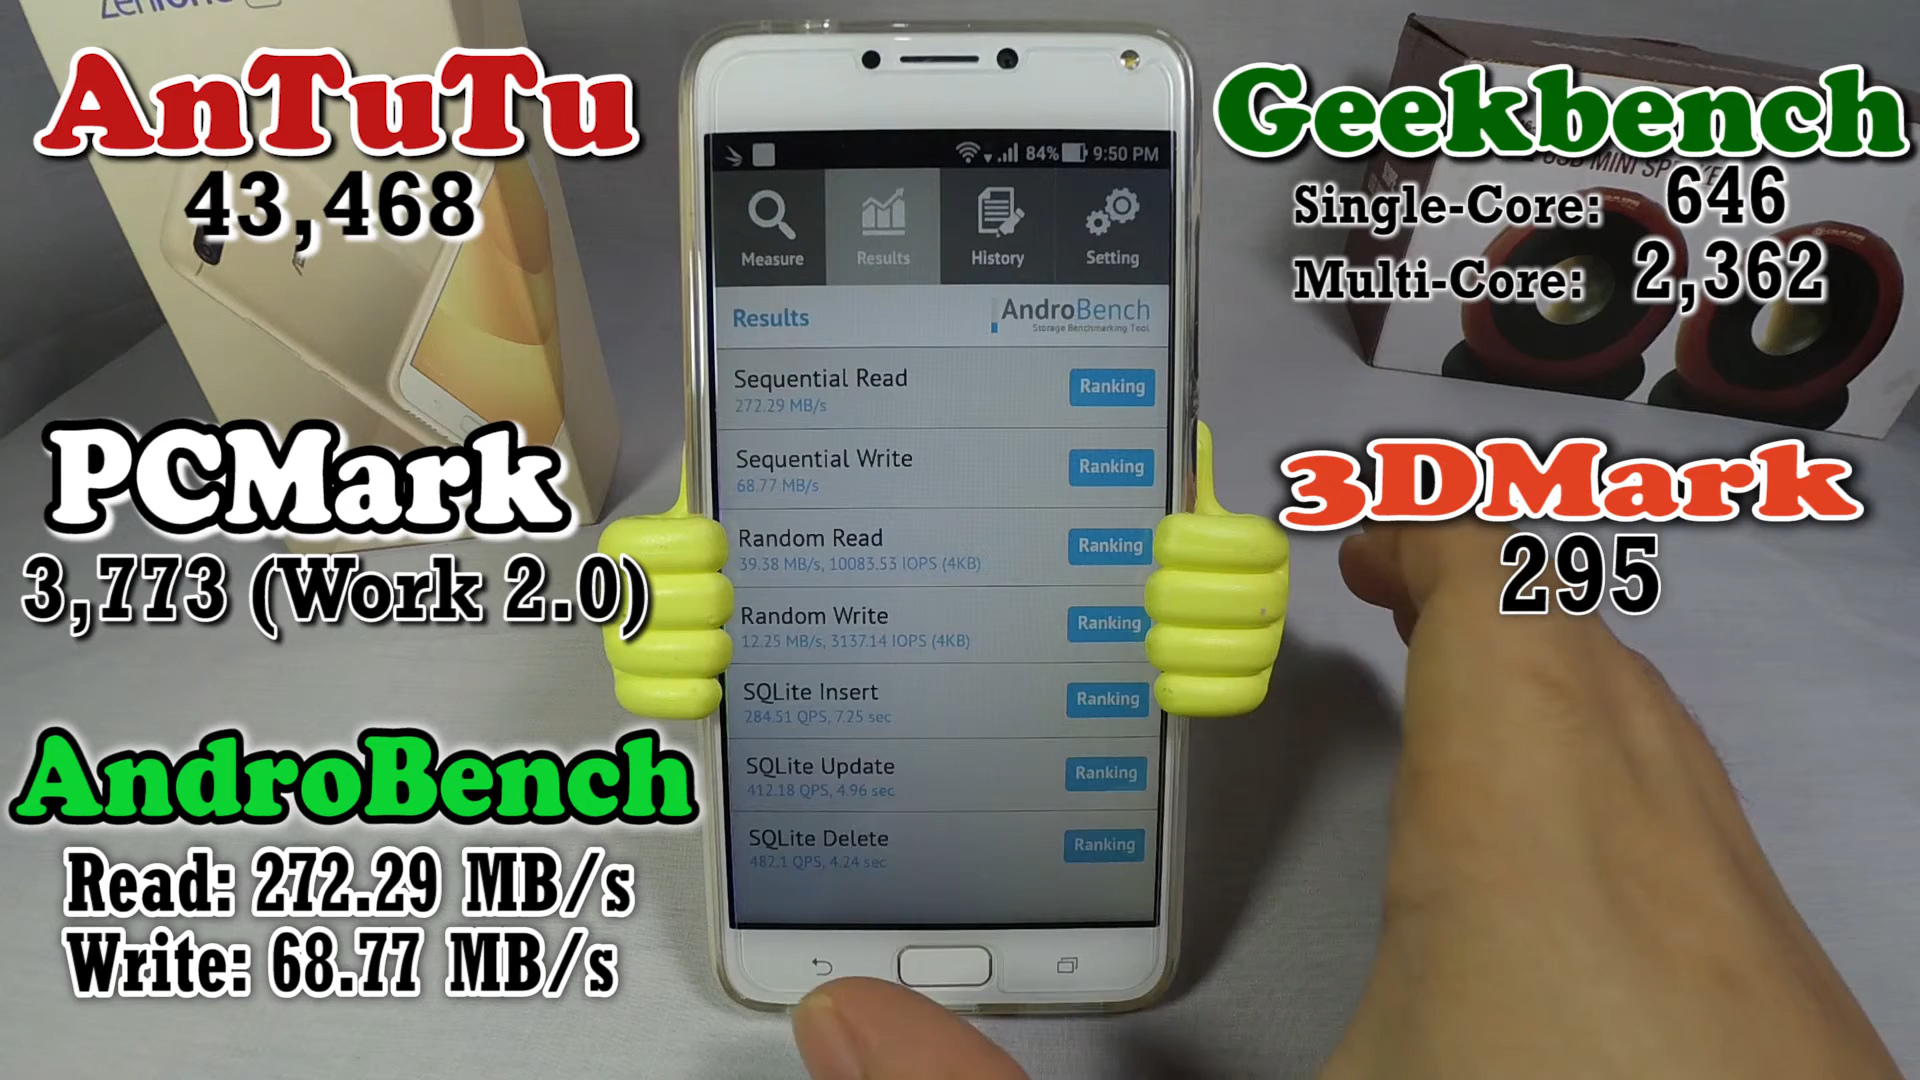 AnTuTu
43,468
PCMark
3,773 (Work 2.0)
AndroBench
Read: 272.29 MB/s
Write: 68.77 MB/s
84% 9:50 PM
Measure
Results
History
Setting
Results
AndroBench
Storage Benchmarking Tool
Sequential Read
272.29 MB/s
Ranking
Sequential Write
68.77 MB/s
Ranking
Random Read
39.38 MB/s, 10083.53 IOPS (4KB)
Ranking
Random Write
12.25 MB/s, 3137.14 IOPS (4KB)
Ranking
SQLite Insert
284.51 QPS, 7.25 sec
Ranking
SQLite Update
412.18 QPS, 4.96 sec
Ranking
SQLite Delete
482.1 QPS, 4.24 sec
Ranking
Geekbench
Single-Core: 646
Multi-Core: 2,362
3DMark
295
USB MINI SPEAKE